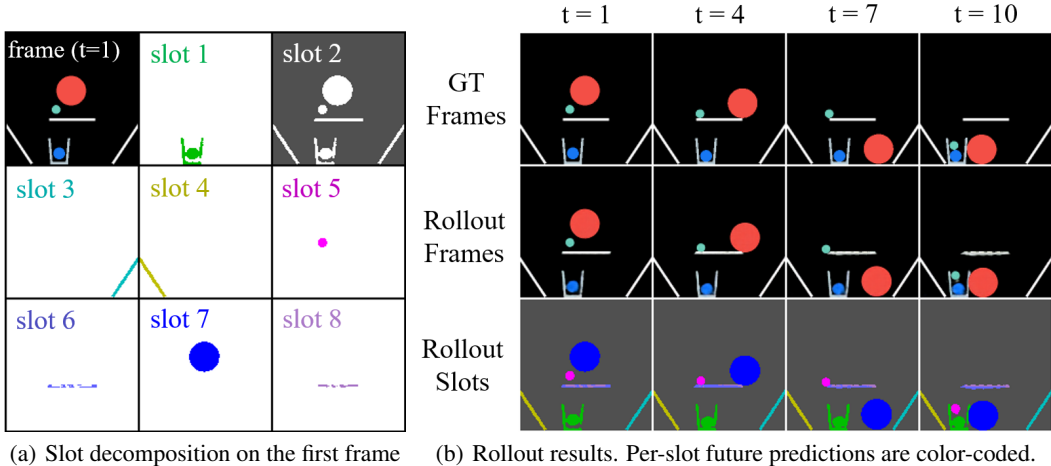 frame (t=1)
slot 1
slot 2
slot 3
slot 4
slot 5
slot 6
slot 7
slot 8
(a) Slot decomposition on the first frame
t = 1
t = 4
t = 7
t = 10
GT
Frames
Rollout
Frames
Rollout
Slots
(b) Rollout results. Per-slot future predictions are color-coded.